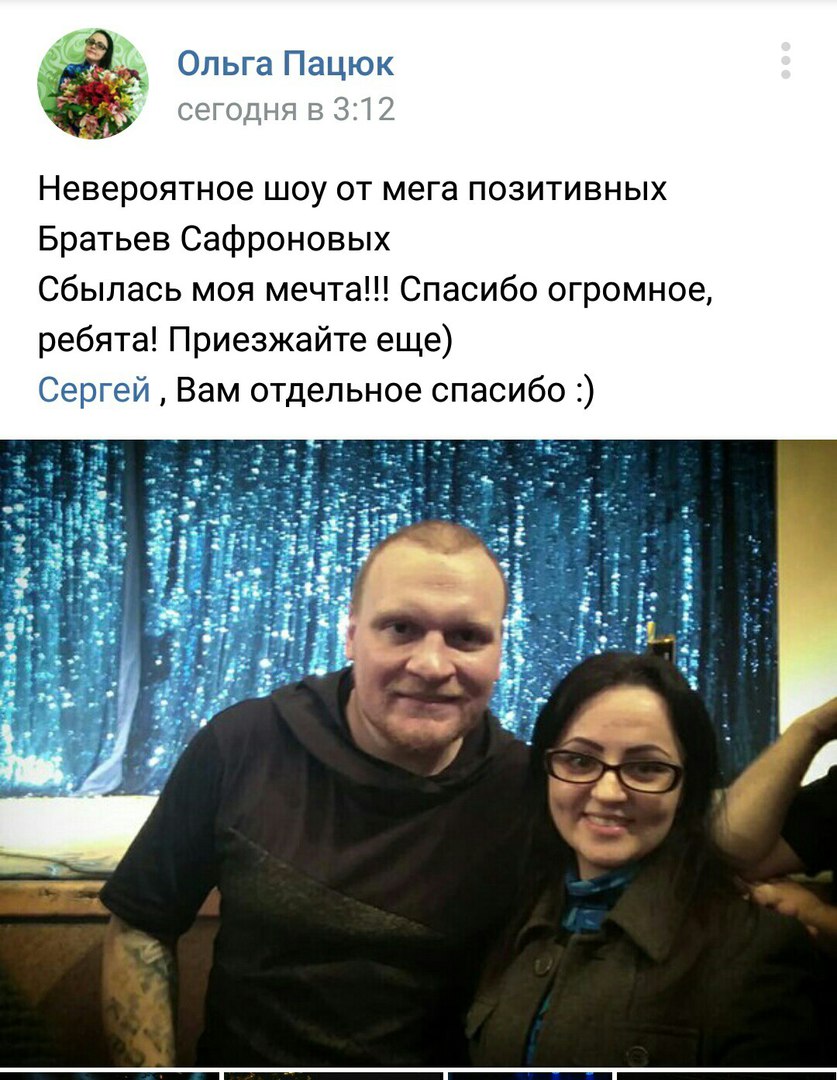 Ольга Пацюк
сегодня в 3:12
Невероятное шоу от мега позитивных
Братьев Сафроновых
Сбылась моя мечта!!! Спасибо огромное,
ребята! Приезжайте еще)
Сергей , Вам отдельное спасибо :)